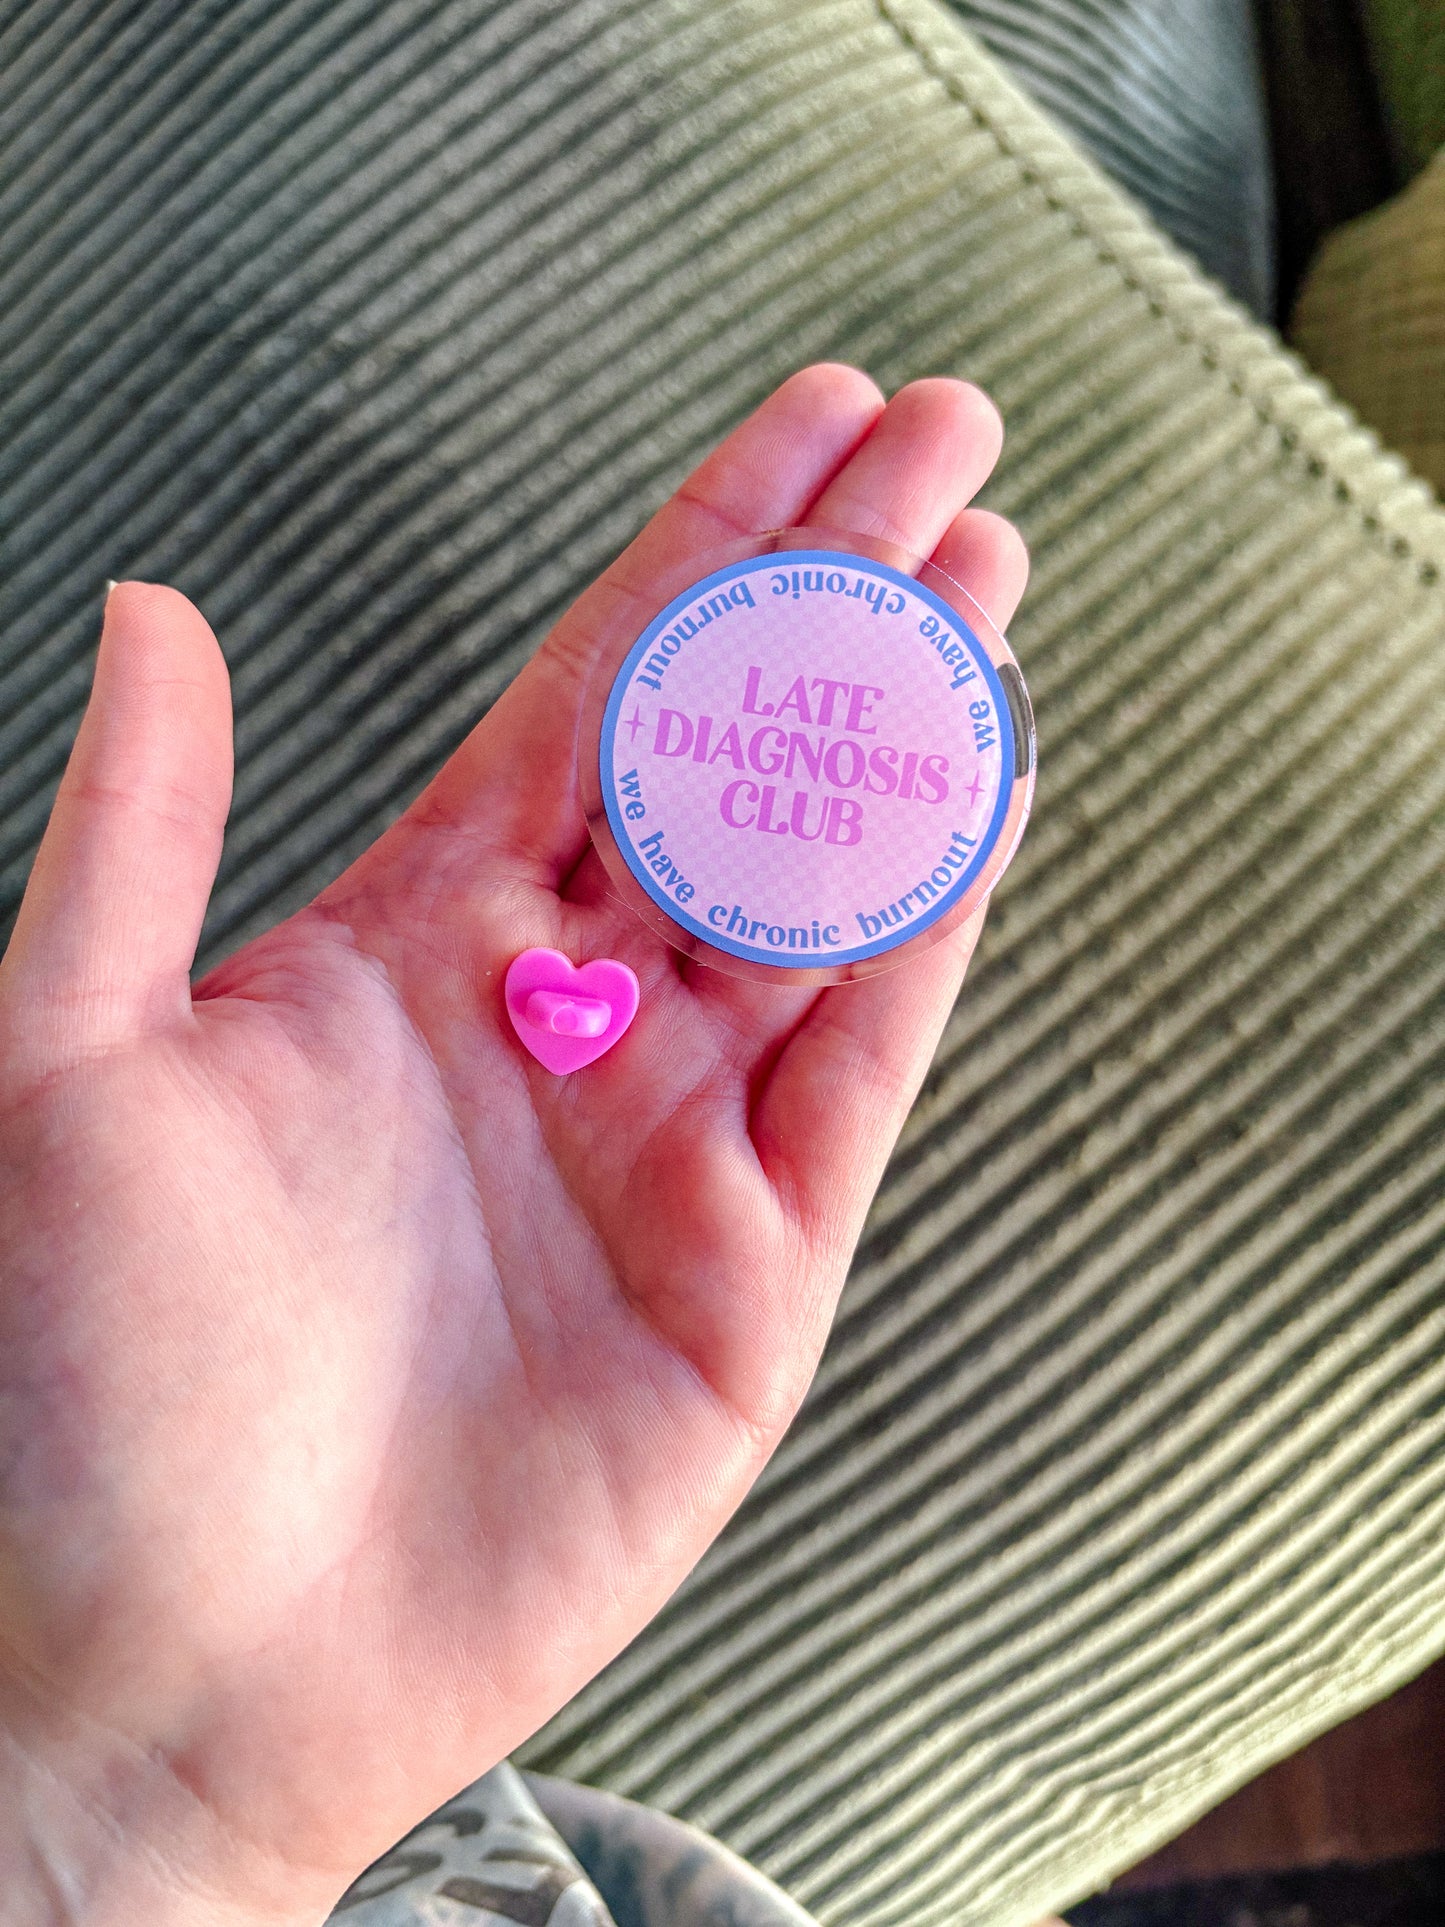 we have chronic burnout
LATE
DIAGNOSIS
CLUB
we have chronic burnout